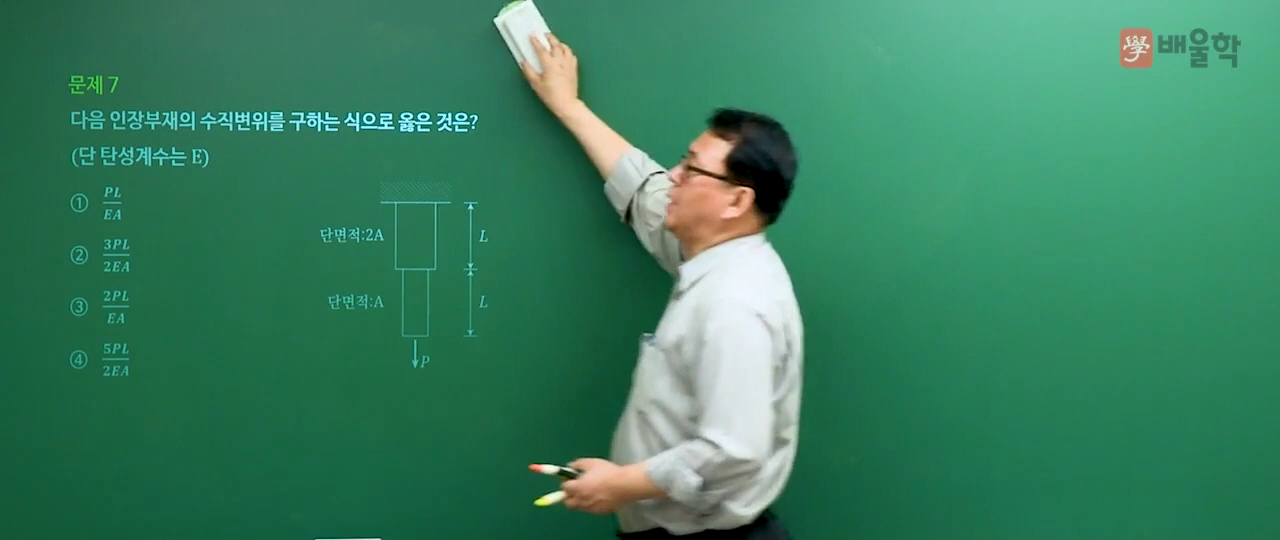 學 배울학
문제 7
다음 인장부재의 수직변위를 구하는 식으로 옳은 것은?
(단 탄성계수는 E)
① PL/EA
② 3PL/2EA
③ 2PL/EA
④ 5PL/2EA
단면적:2A
L
단면적:A
L
P